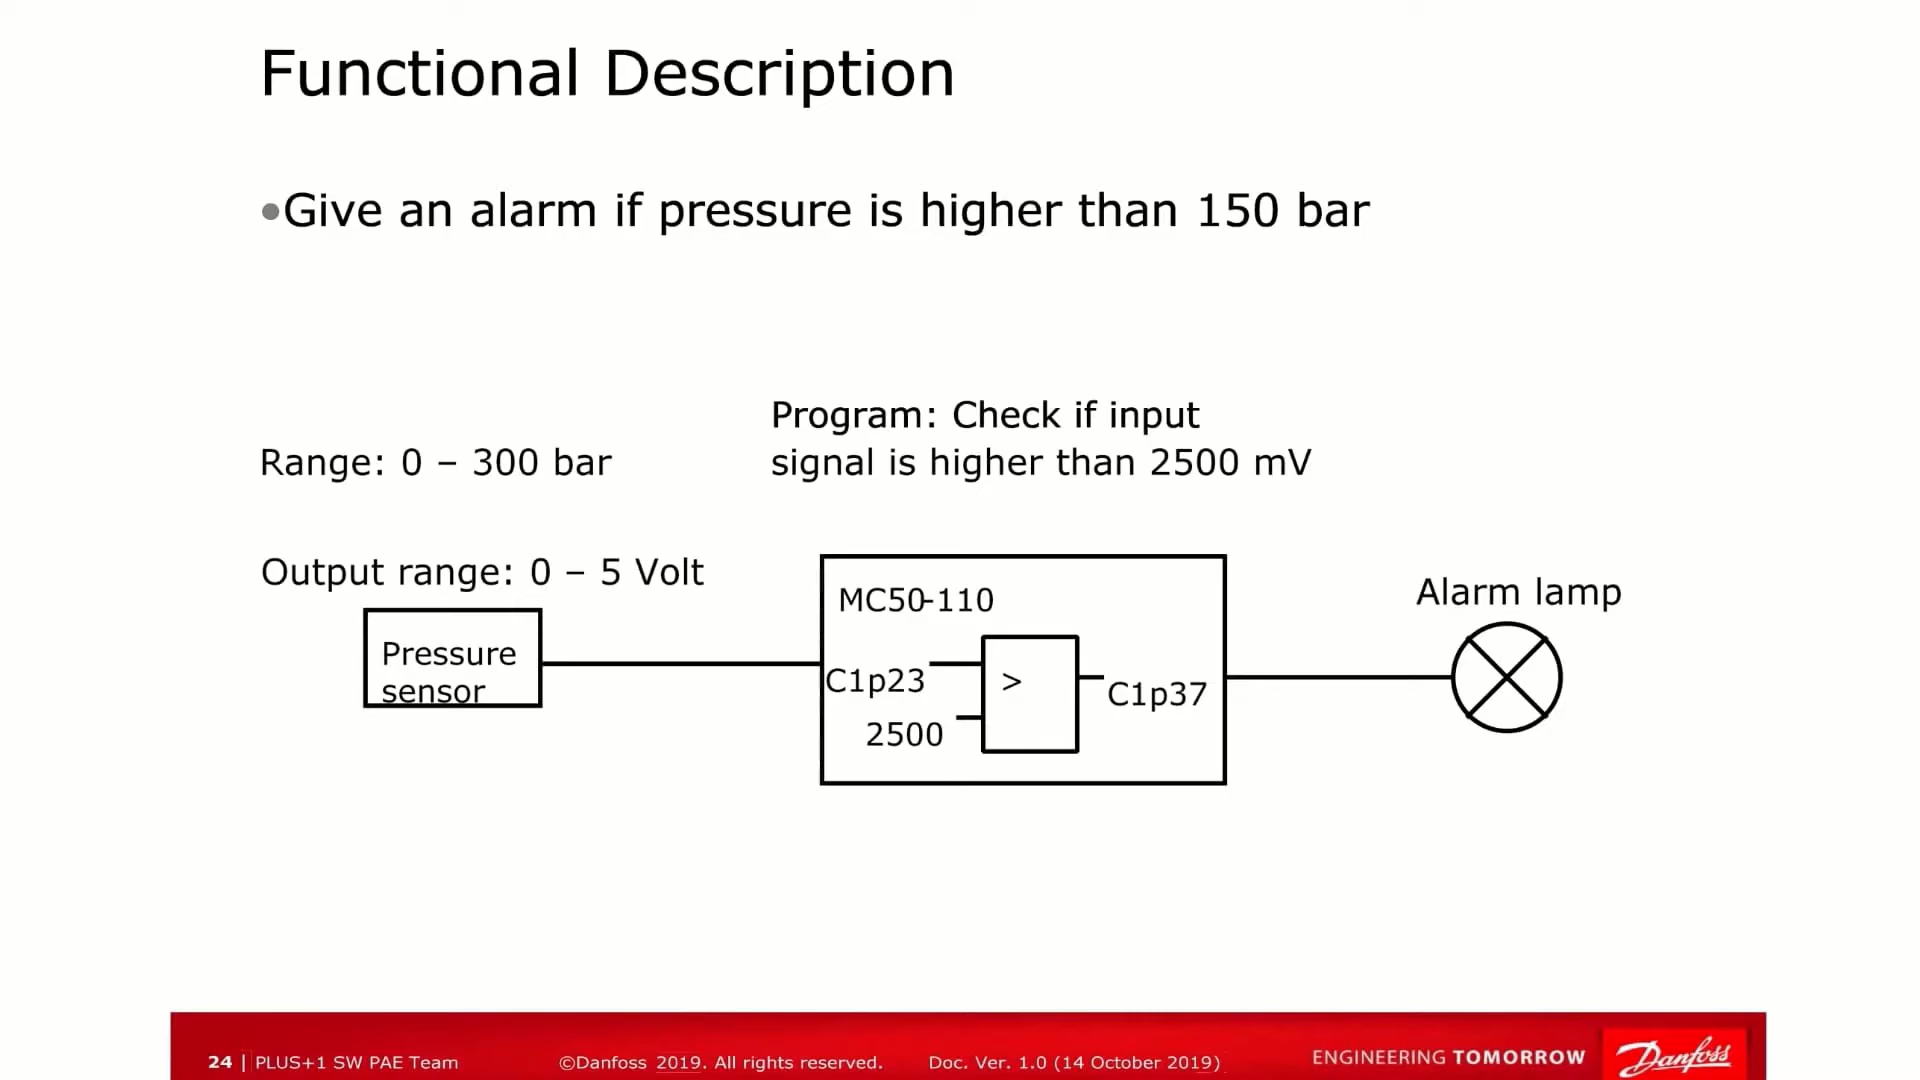 Functional Description
•Give an alarm if pressure is higher than 150 bar
Program: Check if input
signal is higher than 2500 mV
Range: 0 – 300 bar
Output range: 0 – 5 Volt
Pressure
sensor
MC50-110
C1p23
2500
>
C1p37
Alarm lamp
24 | PLUS+1 SW PAE Team
©Danfoss 2019. All rights reserved.
Doc. Ver. 1.0 (14 October 2019)
ENGINEERING TOMORROW
Danfoss